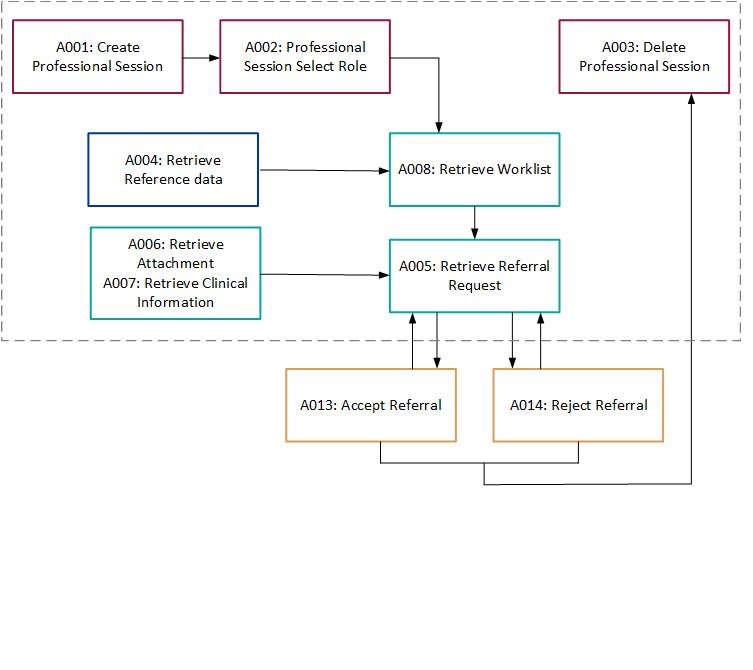 A001: Create
Professional Session
A002: Professional
Session Select Role
A003: Delete
Professional Session
A004: Retrieve
Reference data
A008: Retrieve Worklist
A006: Retrieve
Attachment
A007: Retrieve Clinical
Information
A005: Retrieve Referral
Request
A013: Accept Referral
A014: Reject Referral